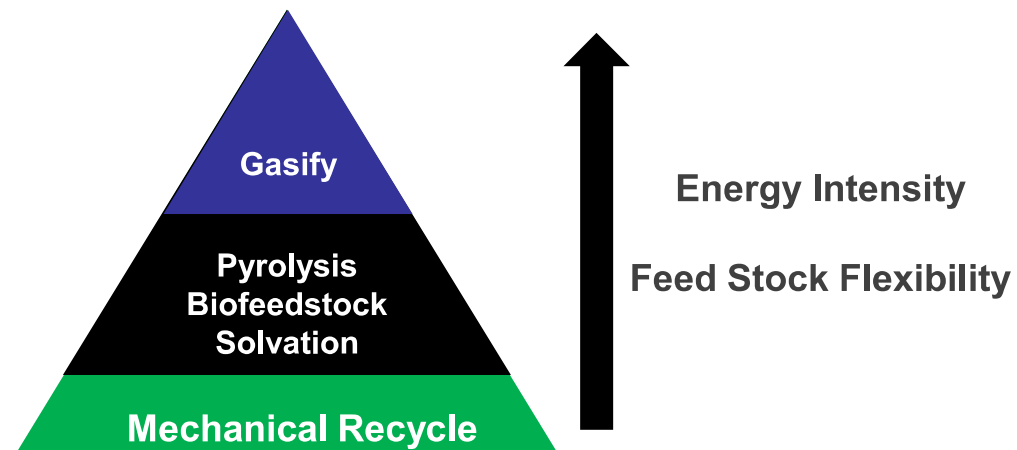 Gasify
Pyrolysis
Biofeedstock
Solvation
Mechanical Recycle
Energy Intensity
Feed Stock Flexibility